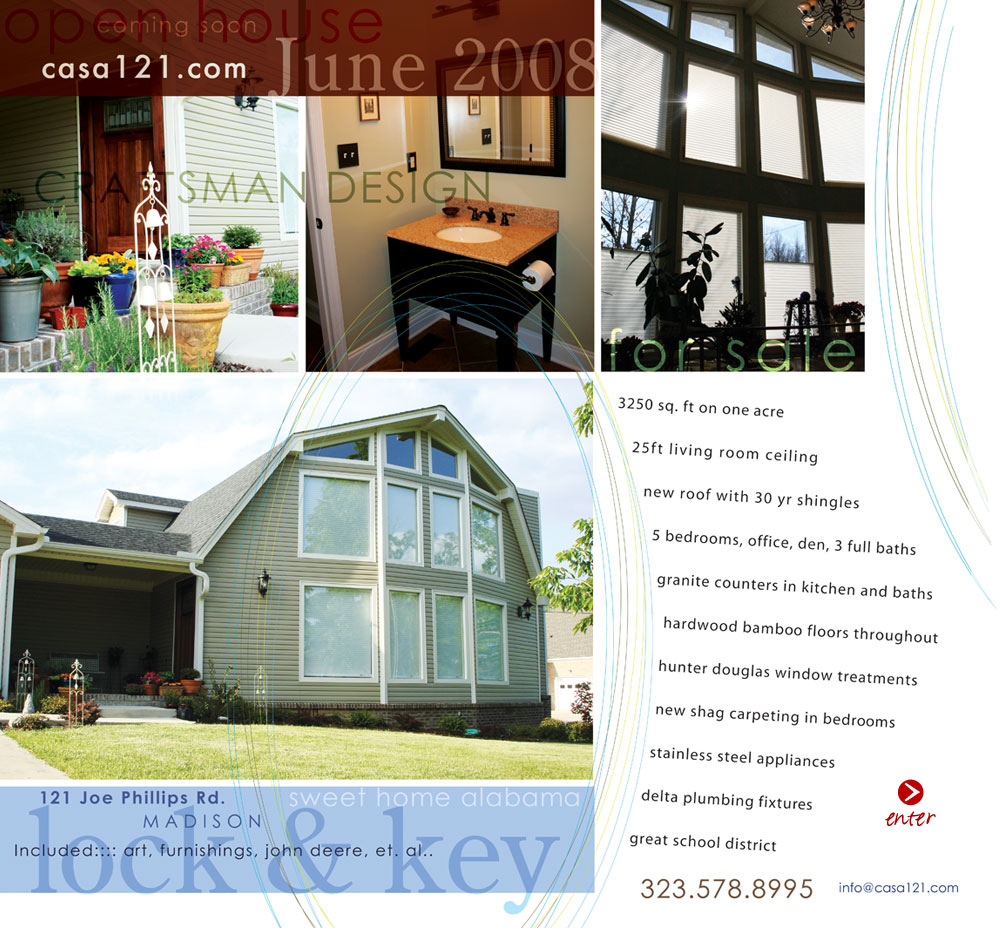 open house
coming soon
June 2008
casa121.com
CRAFTSMAN DESIGN
for sale
3250 sq. ft on one acre
25ft living room ceiling
new roof with 30 yr shingles
5 bedrooms, office, den, 3 full baths
granite counters in kitchen and baths
hardwood bamboo floors throughout
hunter douglas window treatments
new shag carpeting in bedrooms
stainless steel appliances
delta plumbing fixtures
great school district
enter
121 Joe Phillips Rd.
sweet home alabama
MADISON
lock & key
Included:::: art, furnishings, john deere, et. al..
323.578.8995
info@casa121.com